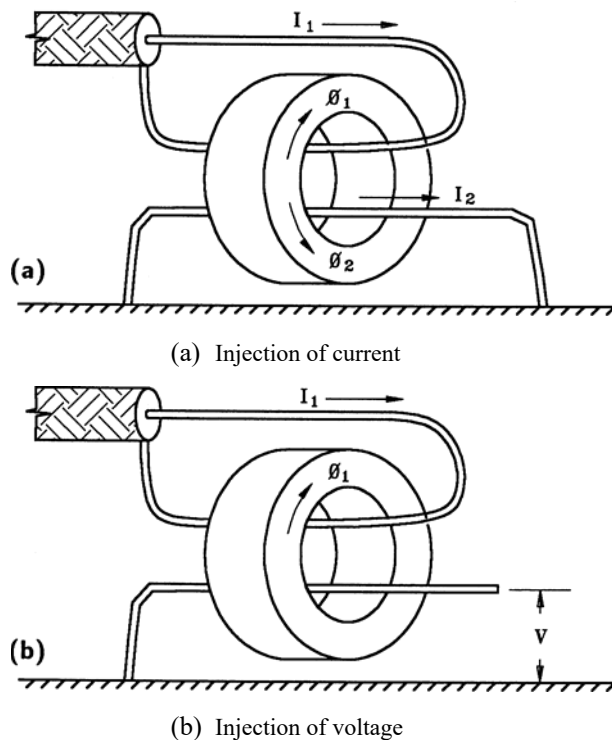 I₁
Ø₁
I₂
Ø₂
(a)
(a) Injection of current
I₁
Ø₁
V
(b)
(b) Injection of voltage